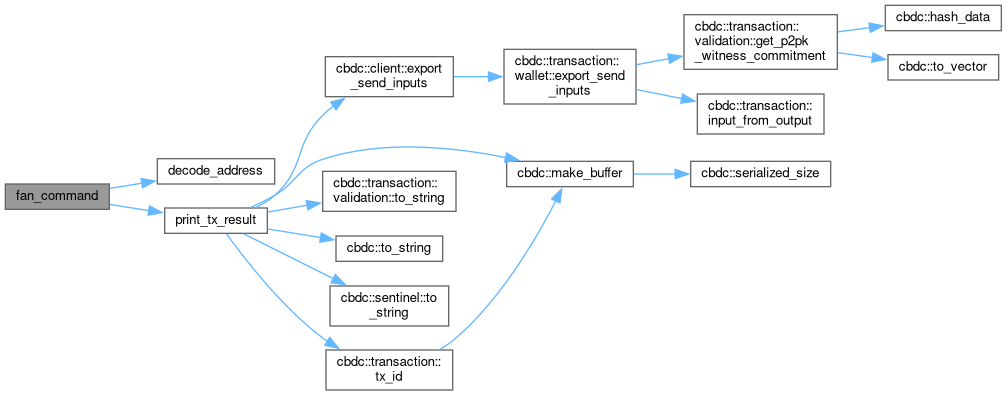 fan_command
decode_address
print_tx_result
cbdc::client::export
_send_inputs
cbdc::transaction::
validation::to_string
cbdc::to_string
cbdc::sentinel::to
_string
cbdc::transaction::
tx_id
cbdc::transaction::
wallet::export_send
_inputs
cbdc::make_buffer
cbdc::transaction::
validation::get_p2pk
_witness_commitment
cbdc::transaction::
input_from_output
cbdc::serialized_size
cbdc::hash_data
cbdc::to_vector